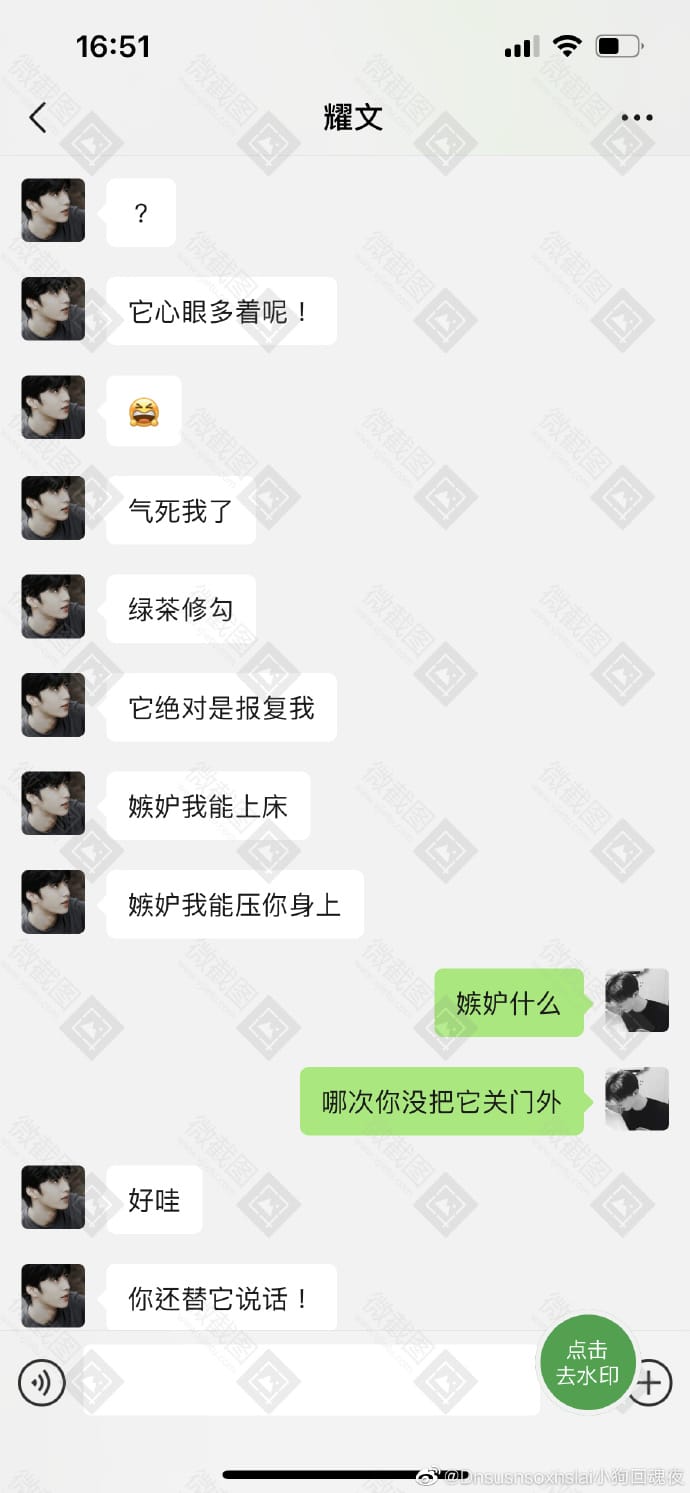 16:51
耀文
?
它心眼多着呢！
气死我了
绿茶修勾
它绝对是报复我
嫉妒我能上床
嫉妒我能压你身上
嫉妒什么
哪次你没把它关门外
好哇
你还替它说话！
点击
去水印
微截图
@Dnsusnsoxhslai小狗回魂夜